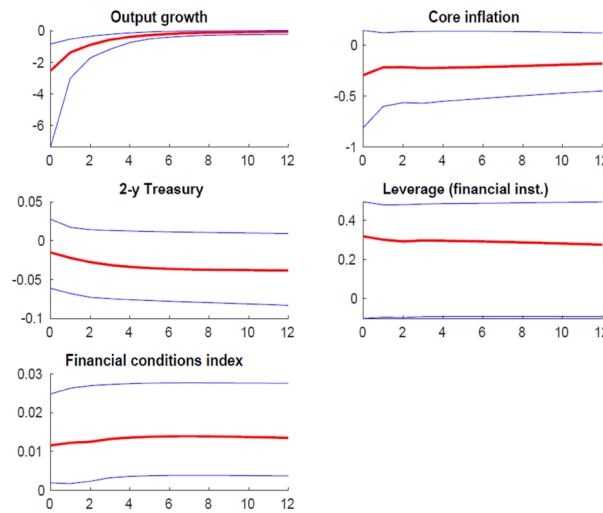 Output growth
0
-2
-4
-6
0 2 4 6 8 10 12
Core inflation
0
-0.5
-1
0 2 4 6 8 10 12
2-y Treasury
0.05
0
-0.05
-0.1
0 2 4 6 8 10 12
Leverage (financial inst.)
0.4
0.2
0
0 2 4 6 8 10 12
Financial conditions index
0.03
0.02
0.01
0
0 2 4 6 8 10 12